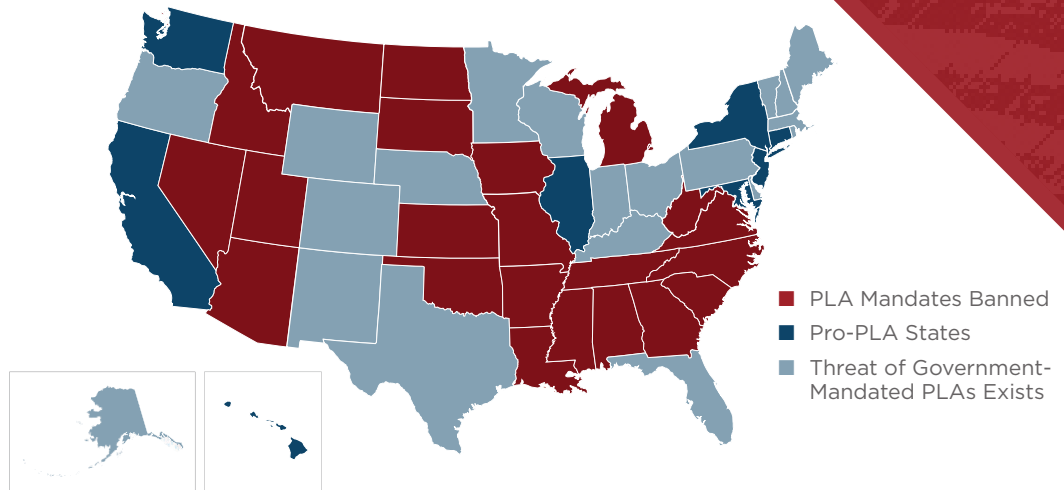 PLA Mandates Banned
Pro-PLA States
Threat of Government-
Mandated PLAs Exists